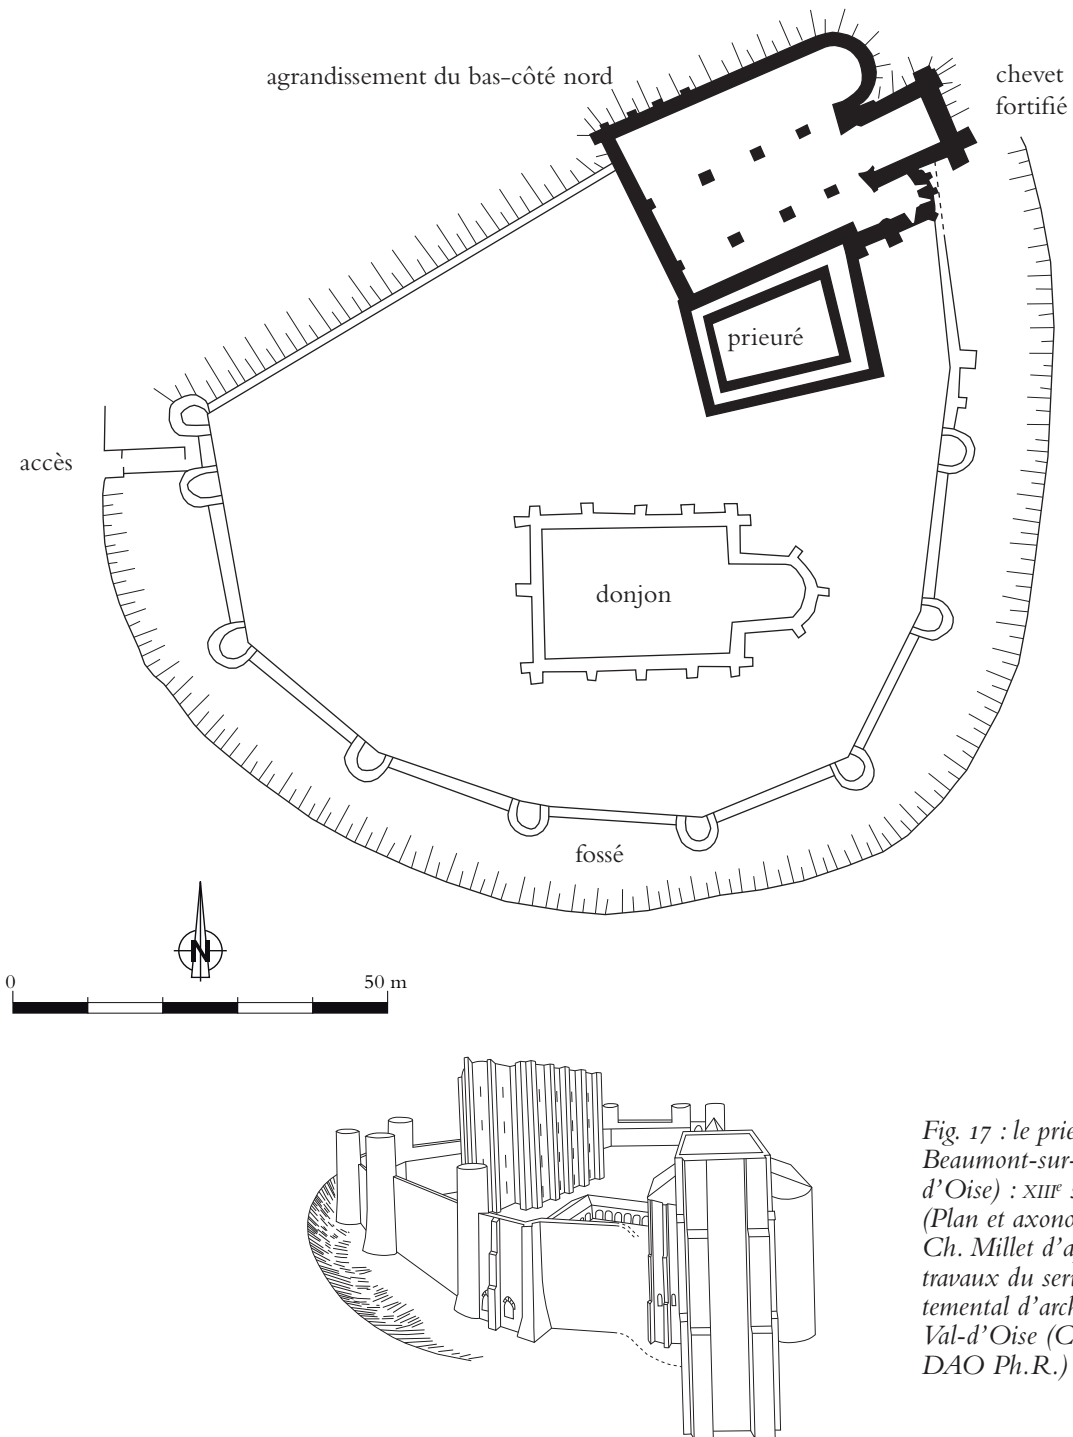 agrandissement du bas-côté nord
chevet
fortifié
prieuré
accès
donjon
fossé
N
0 50 m
Fig. 17 : le prie
Beaumont-sur-
d'Oise) : XIIIe s
(Plan et axono
Ch. Millet d'a
travaux du ser
temental d'arch
Val-d'Oise (C
DAO Ph.R.)